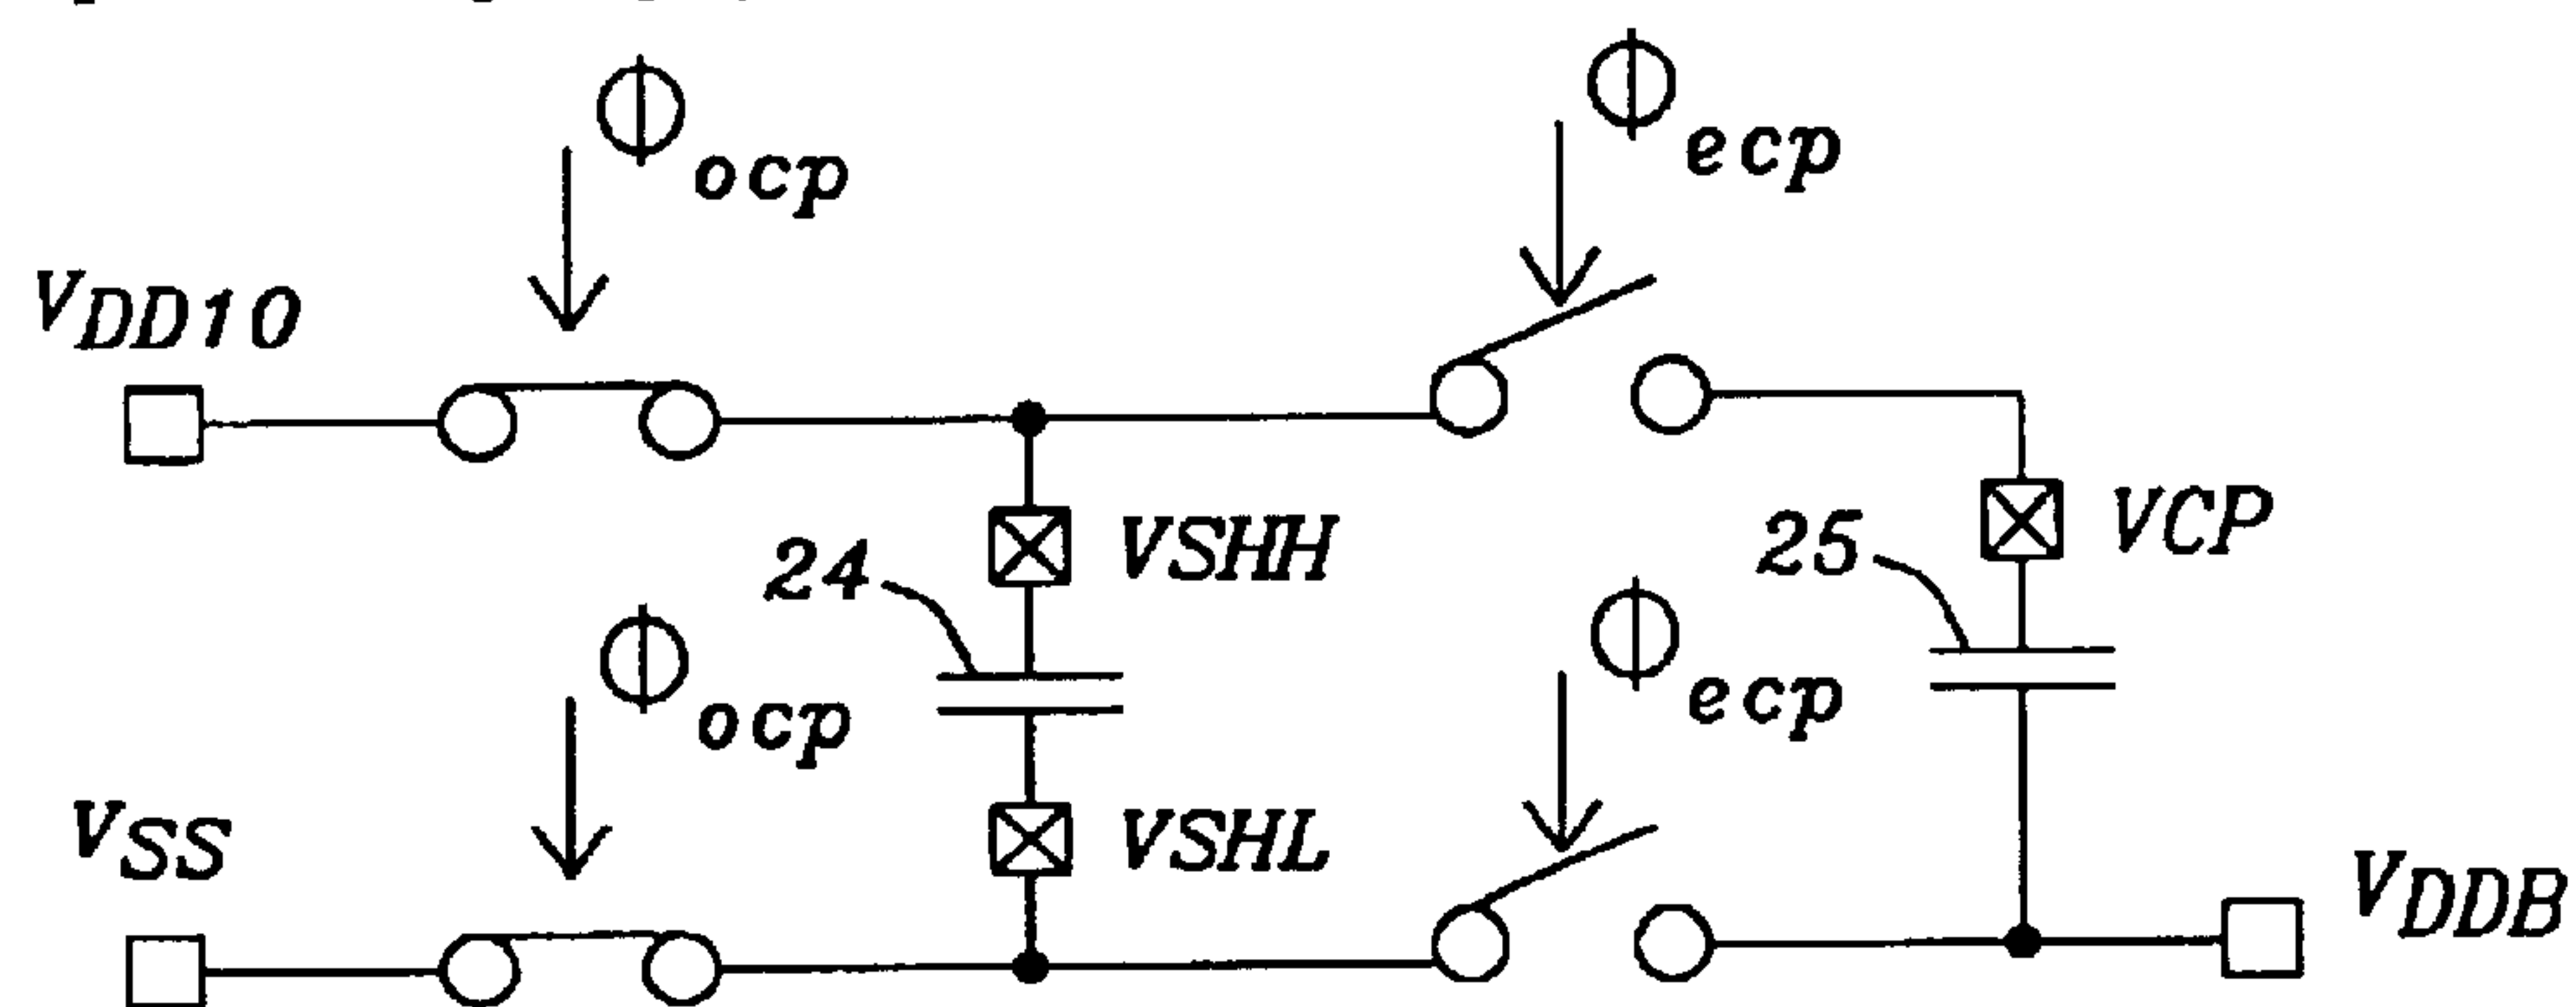 Φocp
Φecp
VDD10
VSHH
24
VCP
25
Φocp
Φecp
VSS
VSHL
VDDB